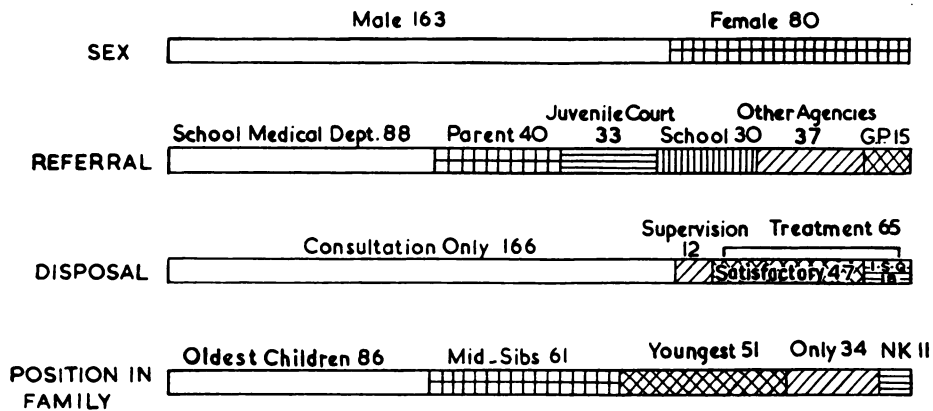 Male 163 Female 80
SEX
Juvenile Court Other Agencies
School Medical Dept. 88 Parent 40 33 School 30 37 G.P. 15
REFERRAL
Supervision Treatment 65
Consultation Only 166 12
DISPOSAL Satisfactory 47 I.S.Q
18
Oldest Children 86 Mid-Sibs 61 Youngest 51 Only 34 NK 11
POSITION IN
FAMILY